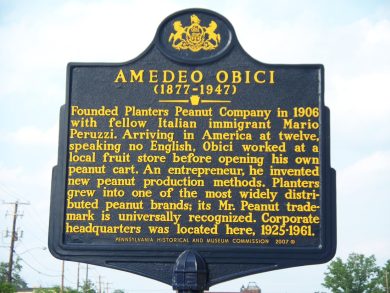 AMEDEO OBICI
(1877-1947)
Founded Planters Peanut Company in 1906
with fellow Italian immigrant Mario
Peruzzi. Arriving in America at twelve,
speaking no English, Obici worked at a
local fruit store before opening his own
peanut cart. An entrepreneur, he invented
new peanut production methods. Planters
grew into one of the most widely distri-
buted peanut brands; its Mr. Peanut trade-
mark is universally recognized. Corporate
headquarters was located here, 1925-1961.
PENNSYLVANIA HISTORICAL AND MUSEUM COMMISSION 2007 ©